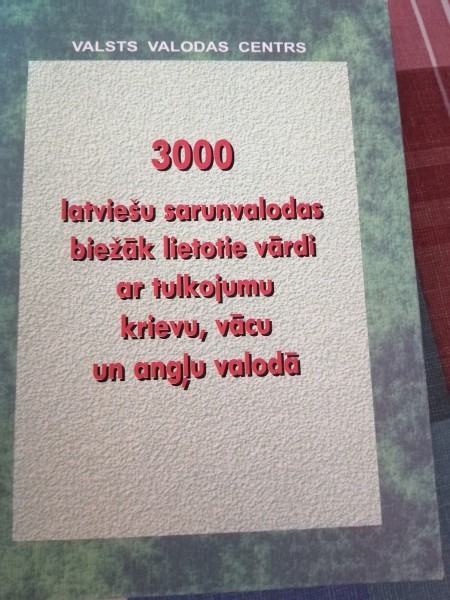 VALSTS VALODAS CENTRS
3000
latviešu sarunvalodas
biežāk lietotie vārdi
ar tulkojumu
krievu, vācu
un angļu valodā